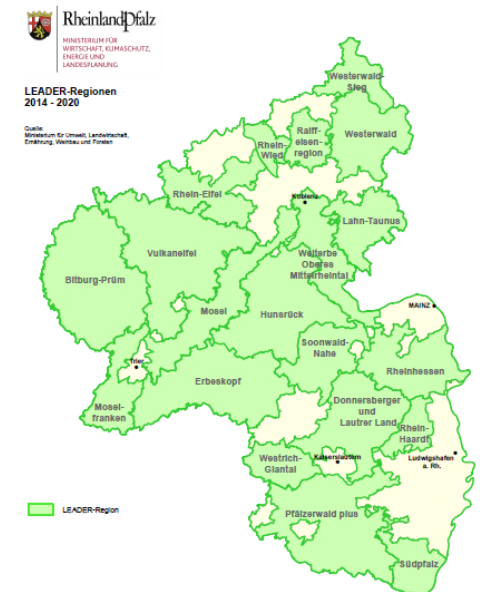 RheinlandPfalz
MINISTERIUM FÜR
WIRTSCHAFT, KLIMASCHUTZ,
ENERGIE UND
LANDESPLANUNG
LEADER-Regionen
2014 - 2020
Quelle:
Ministerium für Umwelt, Landwirtschaft,
Ernährung, Weinbau und Forsten
Westerwald-
Sieg
Westerwald
Raiff-
eisen-
region
Rhein-
Wied
Rhein-Eifel
Koblenz
Lahn-Taunus
Vulkaneifel
Welterbe
Oberes
Mittelrheintal
Bitburg-Prüm
Mosel
Hunsrück
MAINZ
Soonwald-
Nahe
Rheinhessen
Trier
Erbeskopf
Mosel-
franken
Donnersberger
und
Lautrer Land
Rhein-
Haardt
Westrich-
Glantal
Kaiserslautern
Ludwigshafen
a. Rh.
LEADER-Region
Pfälzerwald plus
Südpfalz